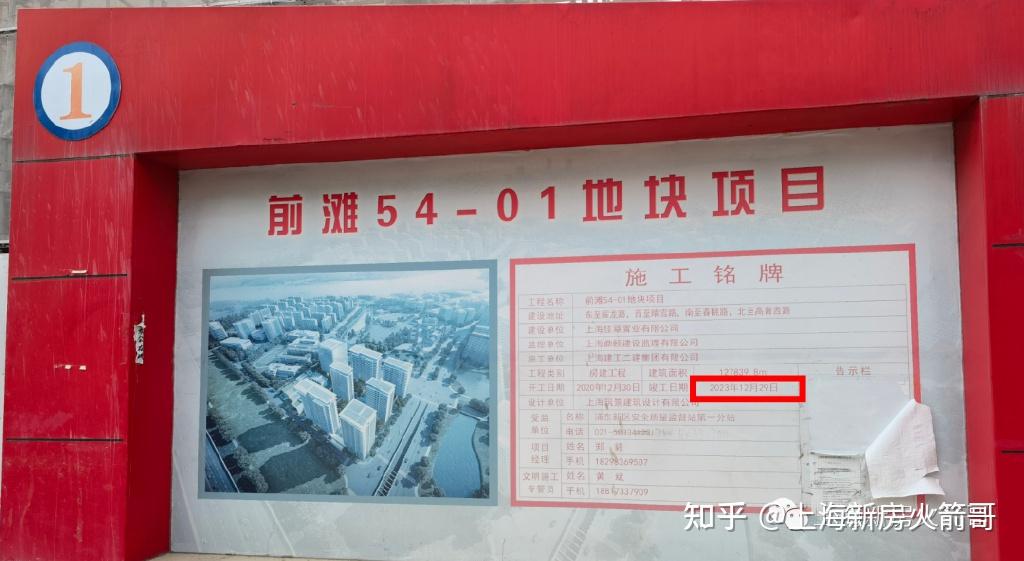 1
前滩54-01地块项目
施工铭牌
工程名称 前滩54-01地块项目
建设地址 东至 路，西至晴雪路，南至春眺路，北至高青西路
建设单位 上海 置业有限公司
监理单位 上海 建设监理有限公司
施工单位 上海建工二建集团有限公司
工程类别 房建工程 建筑面积 127839.8m 告示栏
开工日期 2020年12月30日 竣工日期 2023年12月29日
设计单位 上海 建筑设计有限公司
受监单位 名称 浦东新区安全质量监督站第一分站
电话
项目经理 姓名 郑
手机 18298369507
文明施工专管员 姓名 黄斌
手机 18817337909
知乎 @上海新房火箭哥